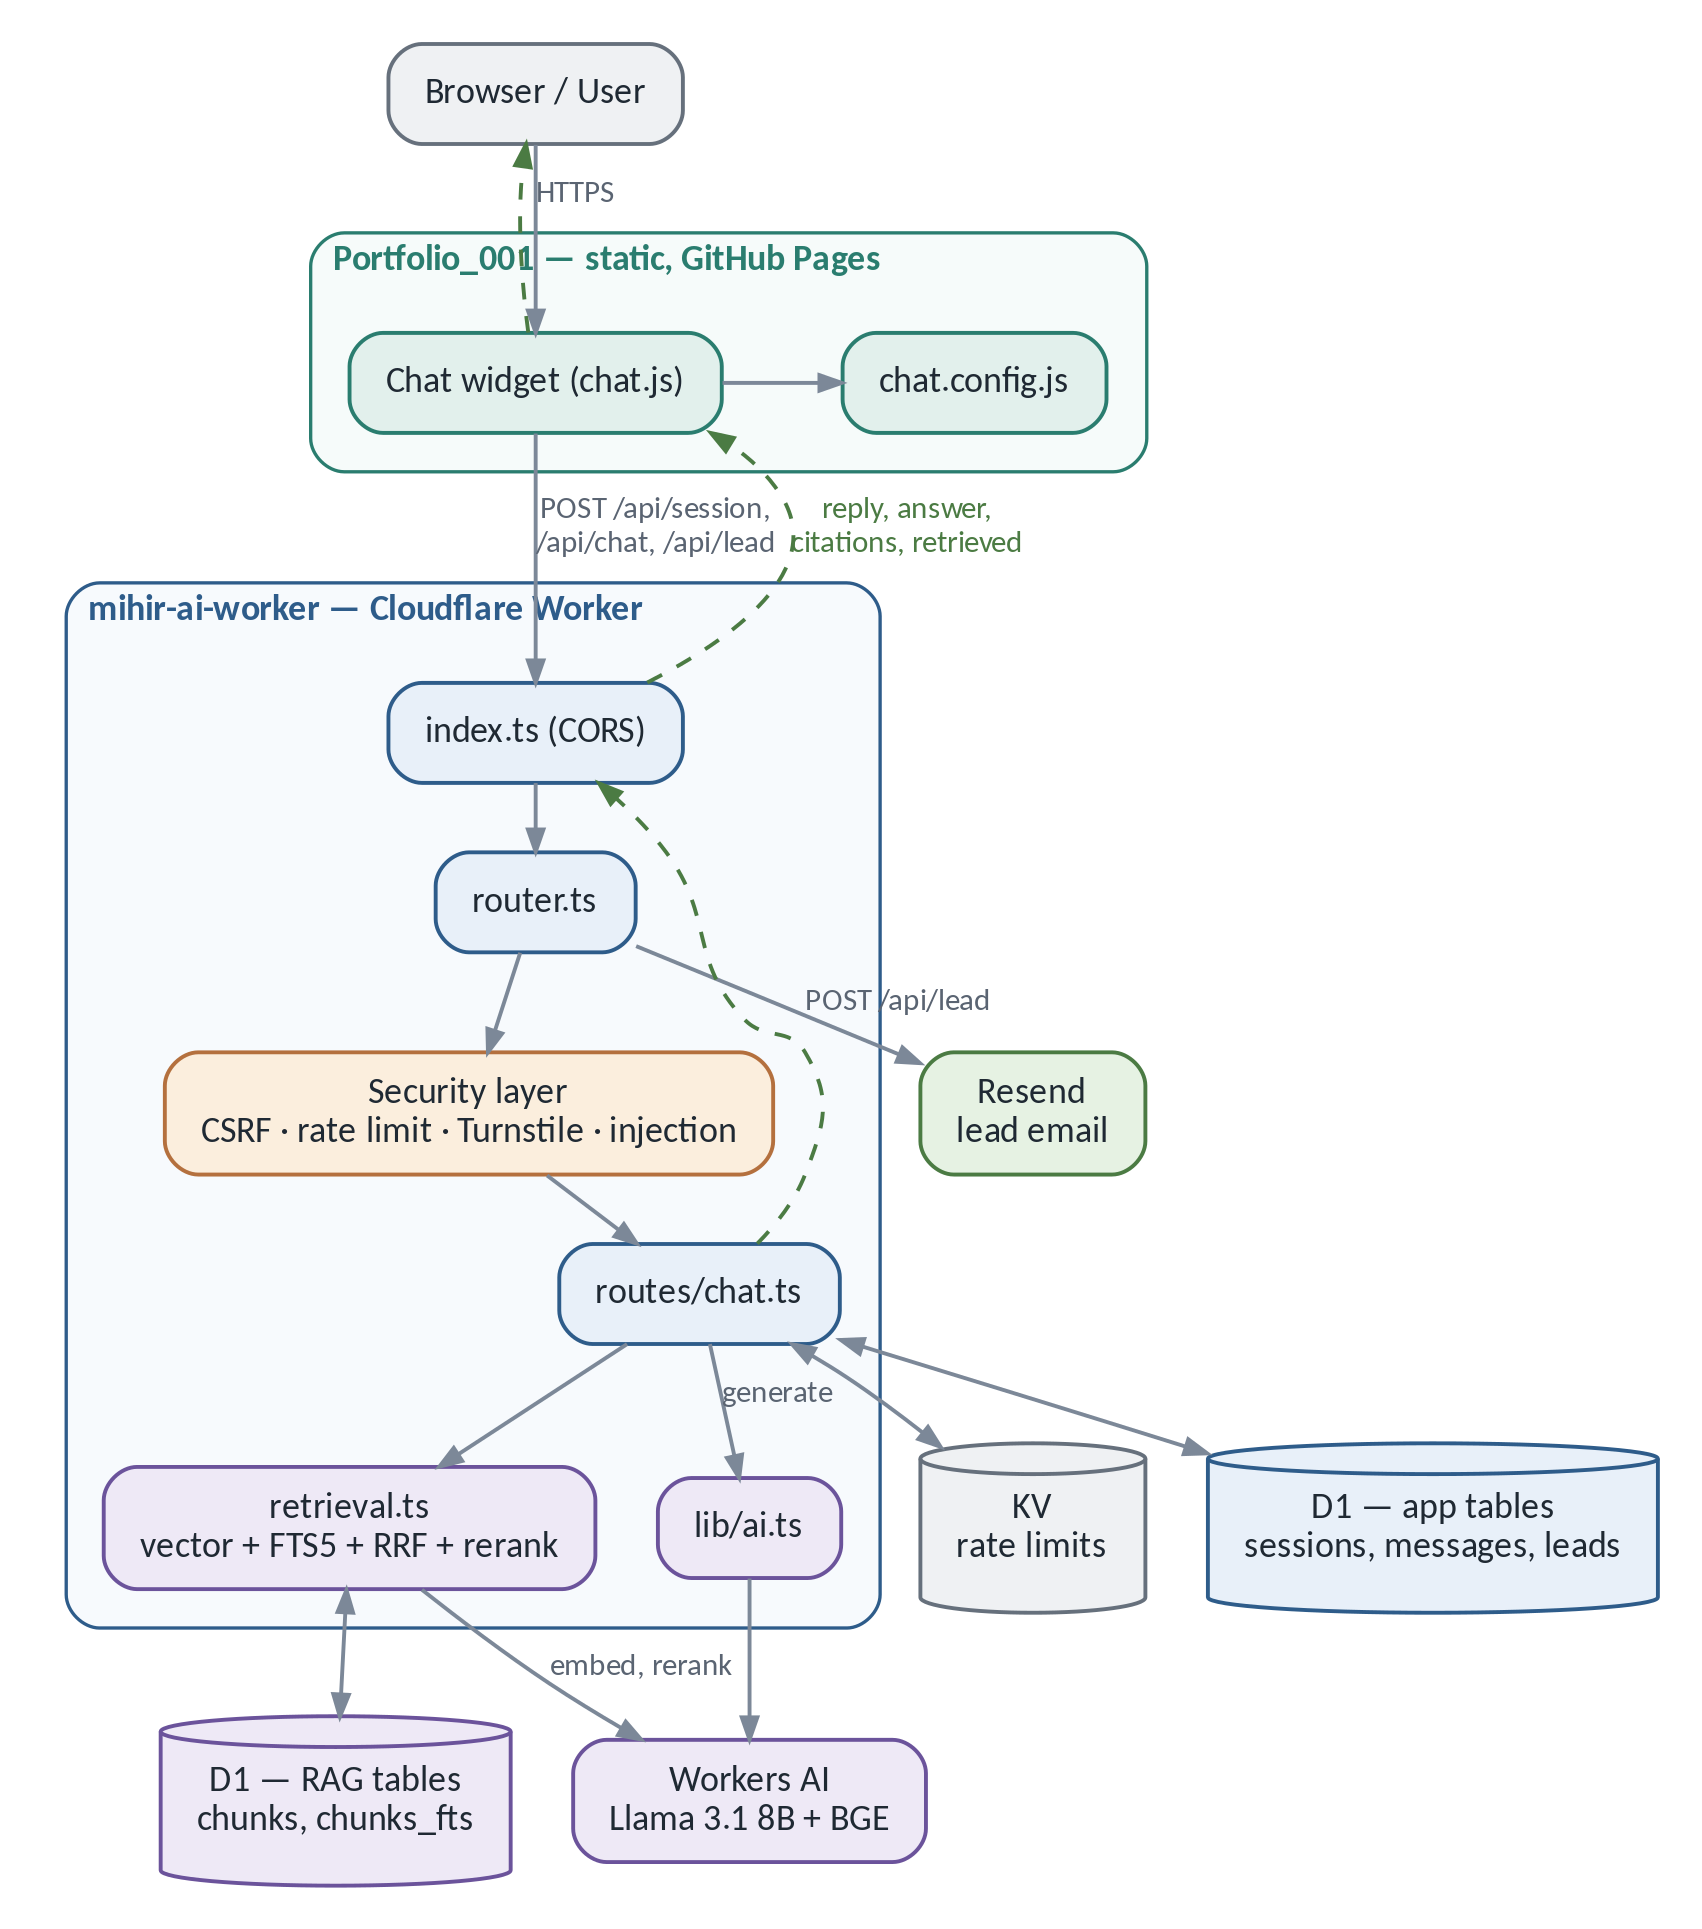 Browser / User
HTTPS
Portfolio_001 — static, GitHub Pages
Chat widget (chat.js)
chat.config.js
POST /api/session,
/api/chat, /api/lead
reply, answer,
citations, retrieved
mihir-ai-worker — Cloudflare Worker
index.ts (CORS)
router.ts
POST /api/lead
Security layer
CSRF · rate limit · Turnstile · injection
Resend
lead email
routes/chat.ts
generate
retrieval.ts
vector + FTS5 + RRF + rerank
lib/ai.ts
KV
rate limits
D1 — app tables
sessions, messages, leads
embed, rerank
D1 — RAG tables
chunks, chunks_fts
Workers AI
Llama 3.1 8B + BGE